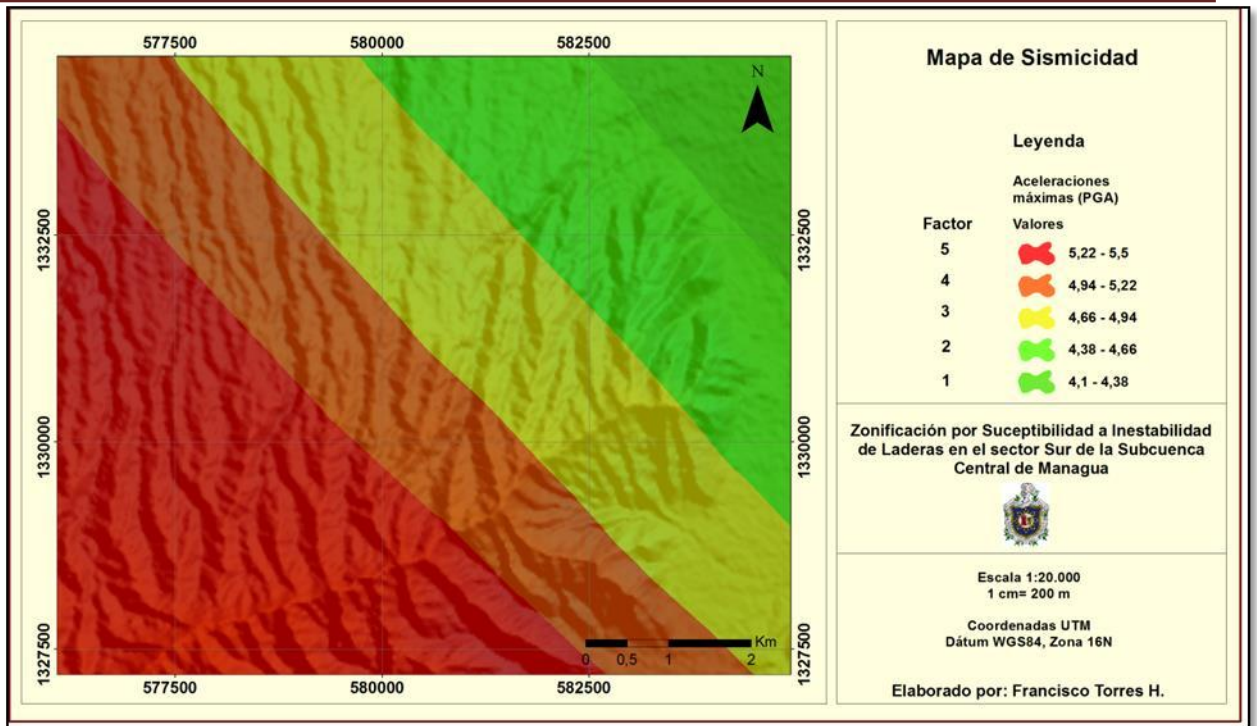 577500 580000 582500
N
1332500 1332500
1330000 1330000
1327500 1327500
Km
0 0,5 1 2
577500 580000 582500
Mapa de Sismicidad
Leyenda
Aceleraciones
máximas (PGA)
Factor Valores
5 5,22 - 5,5
4 4,94 - 5,22
3 4,66 - 4,94
2 4,38 - 4,66
1 4,1 - 4,38
Zonificación por Suceptibilidad a Inestabilidad
de Laderas en el sector Sur de la Subcuenca
Central de Managua
Escala 1:20.000
1 cm= 200 m
Coordenadas UTM
Dátum WGS84, Zona 16N
Elaborado por: Francisco Torres H.